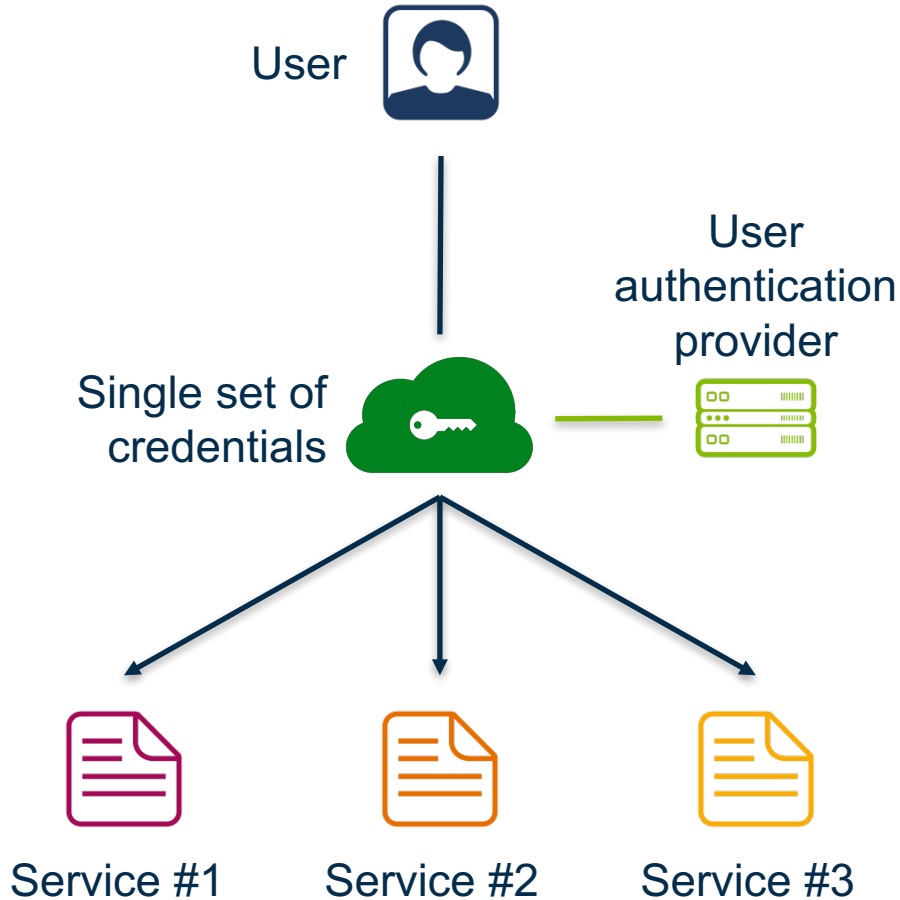 User
User
authentication
provider
Single set of
credentials
Service #1
Service #2
Service #3